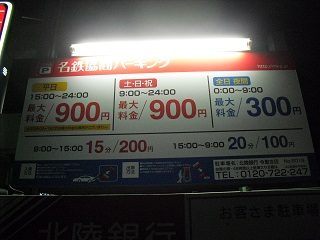 P 名鉄協商パーキング
平日
15:00〜24:00
最大料金/900円
土・日・祝
9:00〜24:00
最大料金/900円
全日 夜間
0:00〜9:00
最大料金/300円
9:00〜15:00 15分/200円
15:00〜9:00 20分/100円
TEL 0120-722-247
北陸銀行
お客さま駐車場